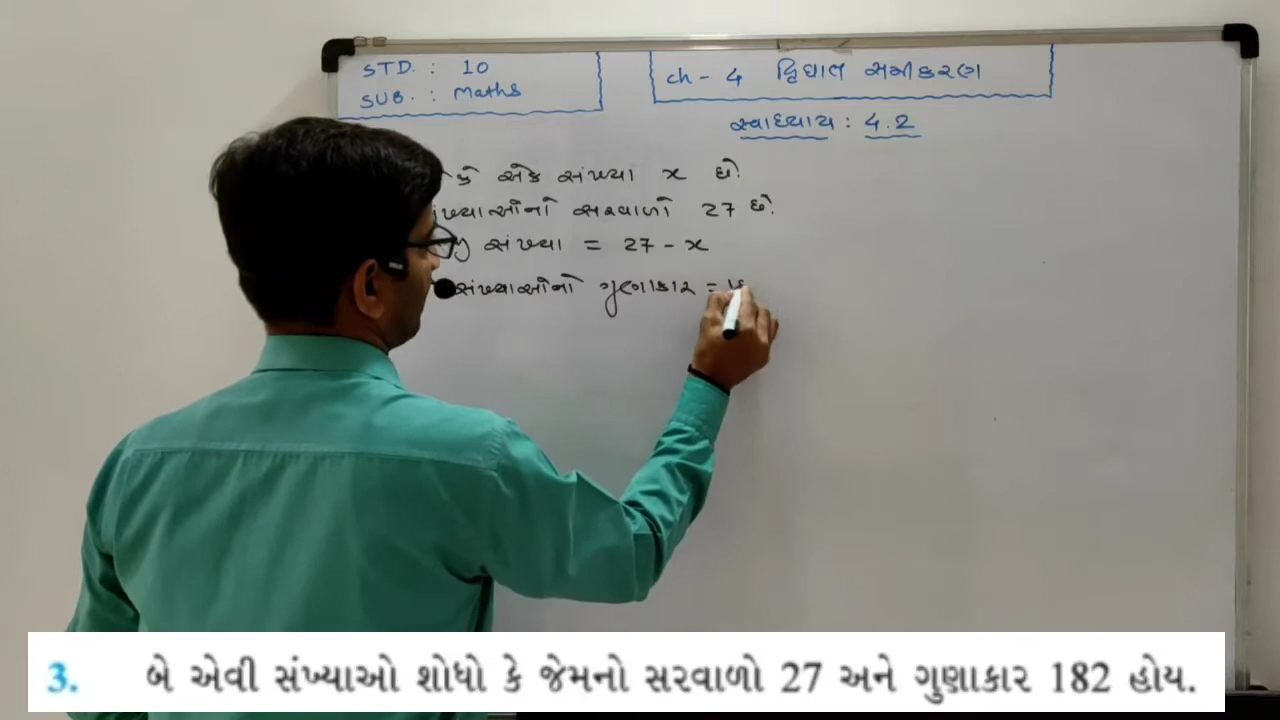 STD. : 10
SUB. : Maths
ch - 4 દ્વિઘાત સમીકરણ
સ્વાધ્યાય : 4.2
કે એક સંખ્યા x છે.
સરવાળો 27 છે.
સંખ્યા = 27 - x
સંખ્યાઓનો ગુણાકાર =
3. બે એવી સંખ્યાઓ શોધો કે જેમનો સરવાળો 27 અને ગુણાકાર 182 હોય.